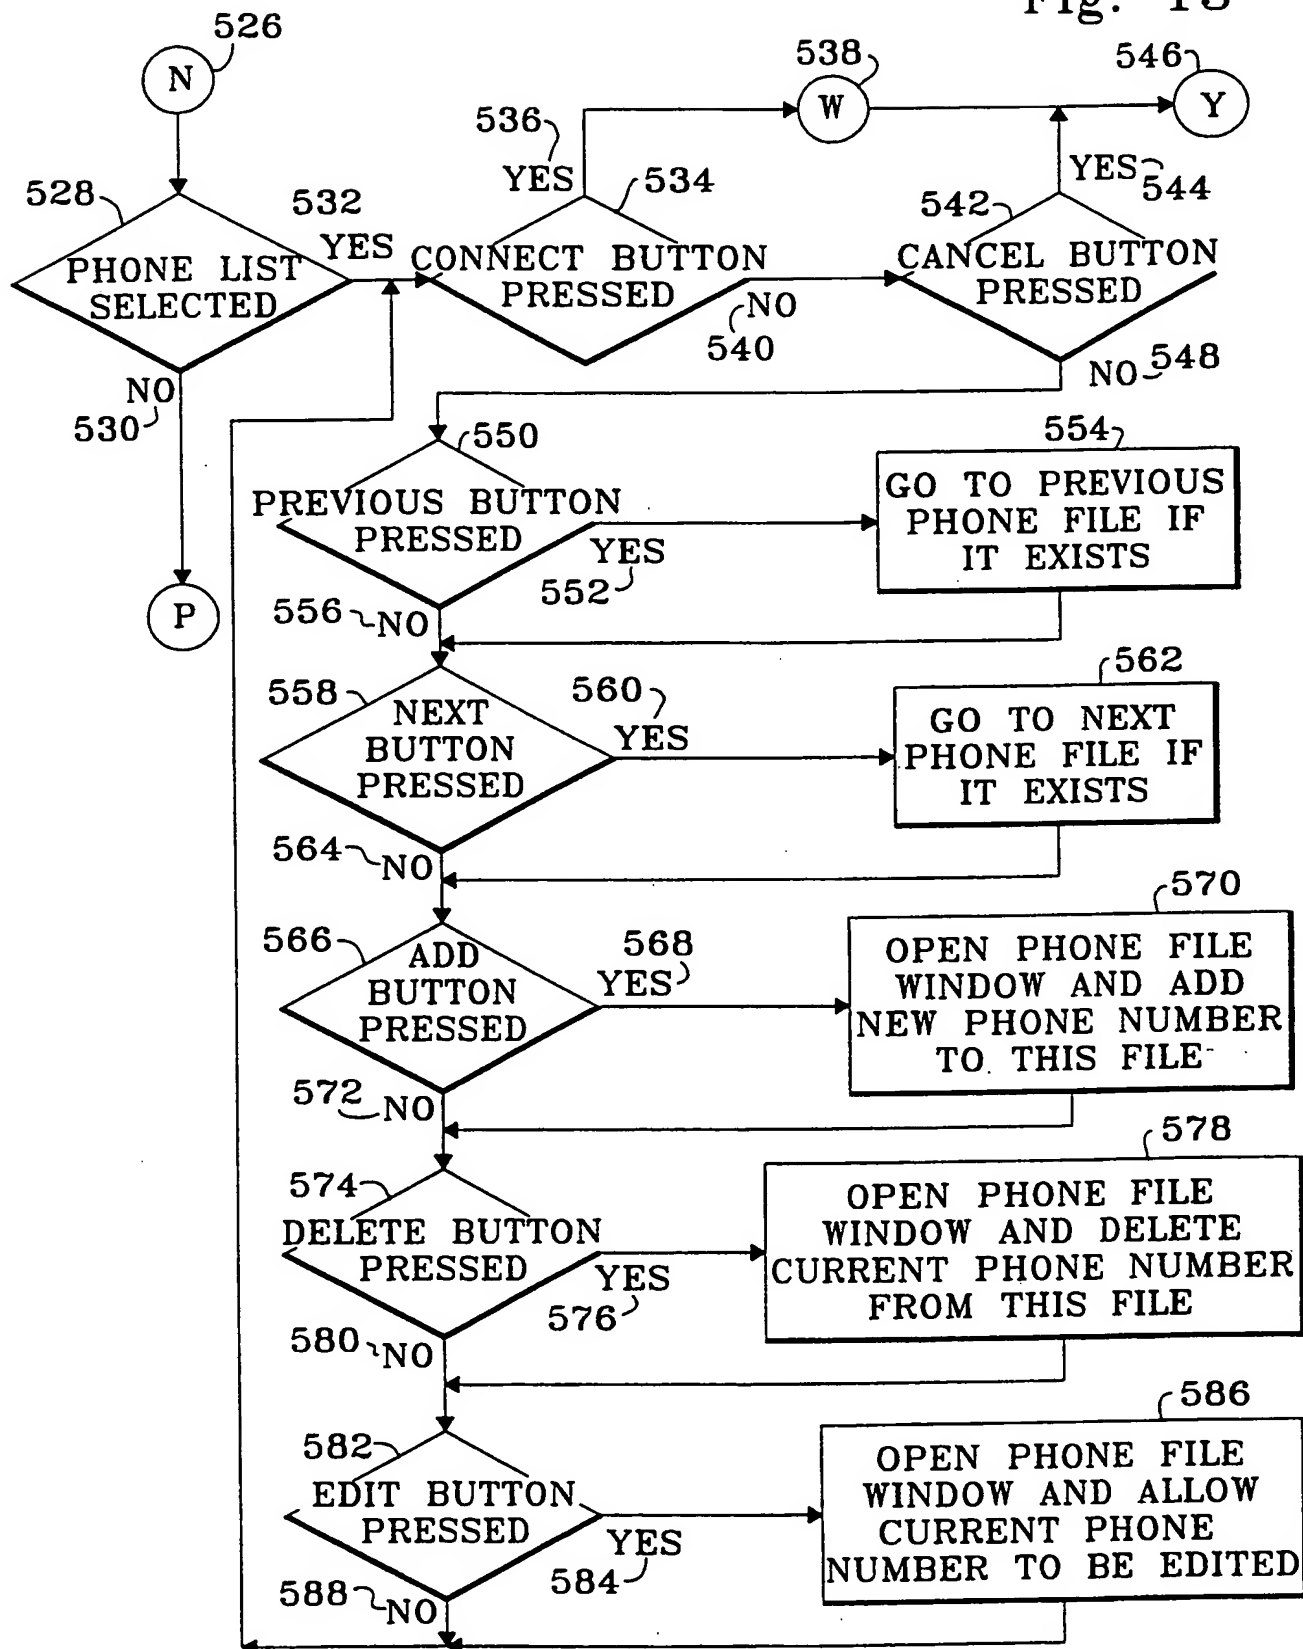 Fig. 13
526
N
538
W
546
Y
536
YES
534
YES
544
528
532
YES
542
PHONE LIST
SELECTED
CONNECT BUTTON
PRESSED
CANCEL BUTTON
PRESSED
NO
540
NO
530
NO
548
550
554
PREVIOUS BUTTON
PRESSED
YES
552
GO TO PREVIOUS
PHONE FILE IF
IT EXISTS
P
556
NO
558
NEXT
BUTTON
PRESSED
560
YES
562
GO TO NEXT
PHONE FILE IF
IT EXISTS
564
NO
566
ADD
BUTTON
PRESSED
568
YES
570
OPEN PHONE FILE
WINDOW AND ADD
NEW PHONE NUMBER
TO THIS FILE
572
NO
574
DELETE BUTTON
PRESSED
YES
576
578
OPEN PHONE FILE
WINDOW AND DELETE
CURRENT PHONE NUMBER
FROM THIS FILE
580
NO
582
EDIT BUTTON
PRESSED
YES
584
586
OPEN PHONE FILE
WINDOW AND ALLOW
CURRENT PHONE
NUMBER TO BE EDITED
588
NO